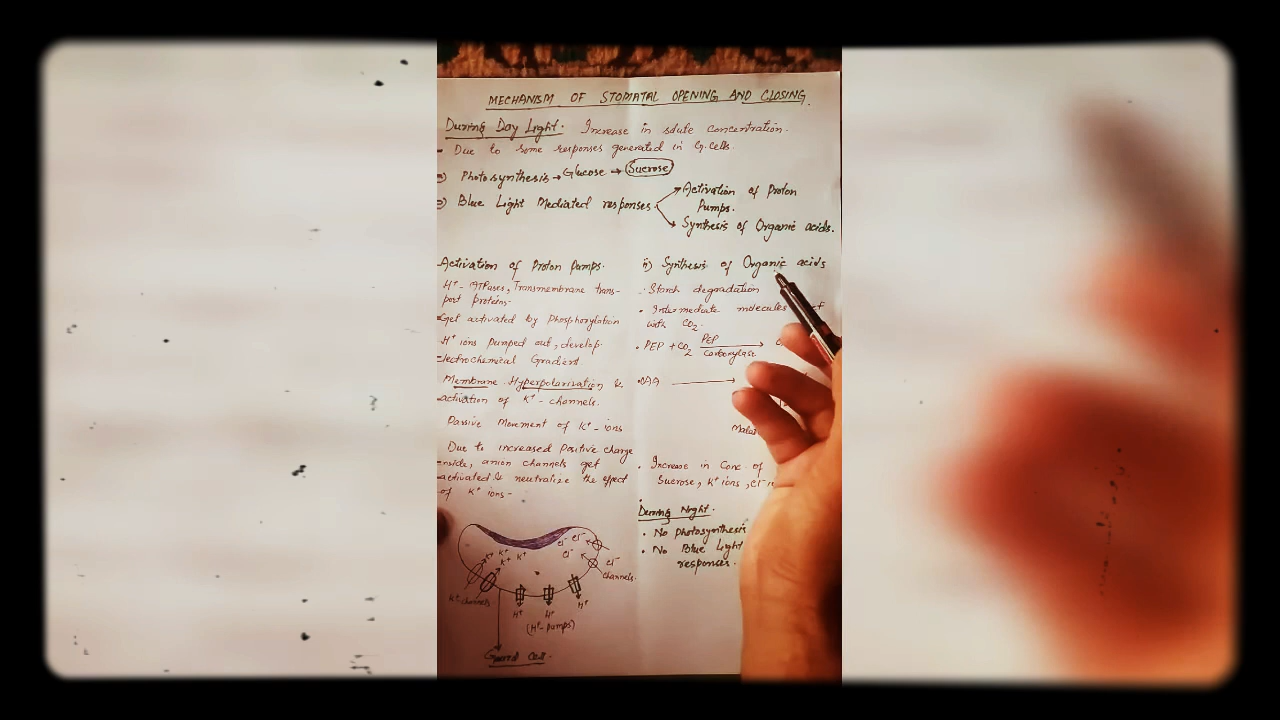 MECHANISM OF STOMATAL OPENING AND CLOSING.
During Day Light. Increase in solute concentration.
Due to some responses generated in G.cells.
Photosynthesis → Glucose → Sucrose
Blue Light Mediated responses.
Activation of Proton
Pumps.
Synthesis of Organic acids.
Activation of Proton Pumps.
H⁺- ATPases, Transmembrane trans-
port proteins.
Get activated by Phosphorylation
H⁺ ions pumped out, develop
electrochemical Gradient.
Membrane Hyperpolarization &
activation of K⁺- channels.
Passive Movement of K⁺- ions
Due to increased Positive charge
inside, anion channels get
activated & neutralize the effect
of K⁺ ions-
ii) Synthesis of Organic acids
. Starch degradation
• Intermediate molecules
with CO₂.
. PEP + CO₂ PEP carboxylase →
OAA →
• Increase in Conc. of
Sucrose, K⁺ ions, Cl⁻
During Night.
• No photosynthesis
• No Blue Light
responses.
K⁺ K⁺
K⁺ K⁺ K⁺
Cl⁻ Cl⁻
Cl⁻
Cl⁻
channels.
K⁺ channels
H⁺ H⁺ H⁺
(H⁺- Pumps)
Guard Cell.